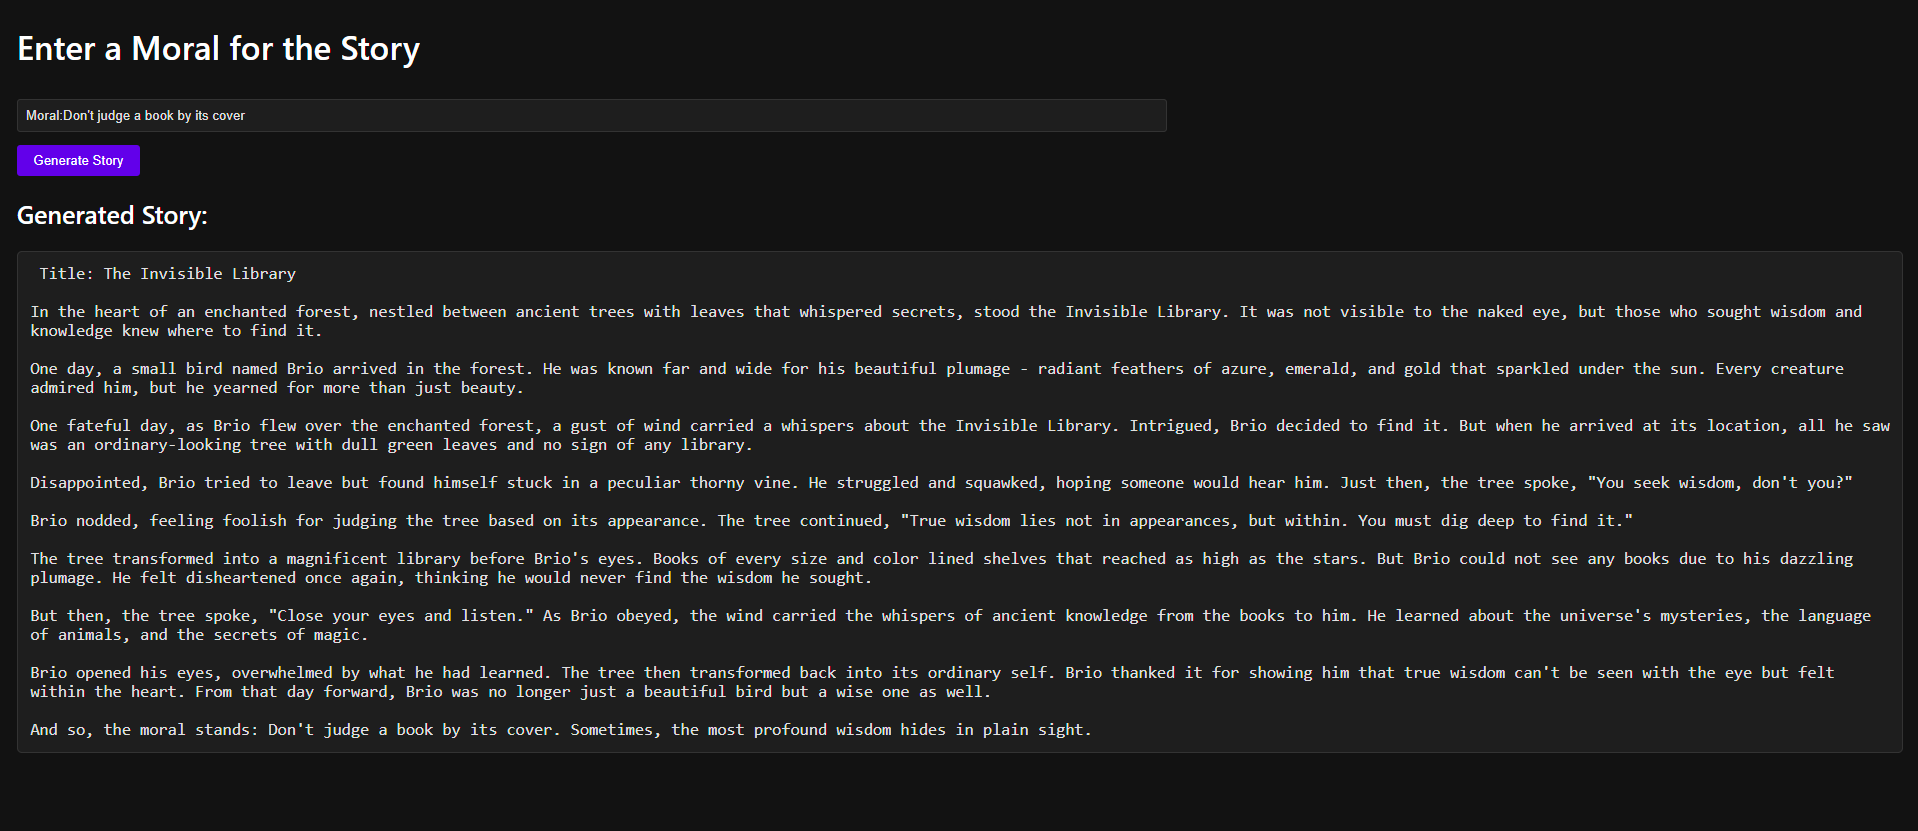 Enter a Moral for the Story
Moral:Don't judge a book by its cover
Generate Story
Generated Story:
Title: The Invisible Library
In the heart of an enchanted forest, nestled between ancient trees with leaves that whispered secrets, stood the Invisible Library. It was not visible to the naked eye, but those who sought wisdom and
knowledge knew where to find it.
One day, a small bird named Brio arrived in the forest. He was known far and wide for his beautiful plumage - radiant feathers of azure, emerald, and gold that sparkled under the sun. Every creature
admired him, but he yearned for more than just beauty.
One fateful day, as Brio flew over the enchanted forest, a gust of wind carried a whispers about the Invisible Library. Intrigued, Brio decided to find it. But when he arrived at its location, all he saw
was an ordinary-looking tree with dull green leaves and no sign of any library.
Disappointed, Brio tried to leave but found himself stuck in a peculiar thorny vine. He struggled and squawked, hoping someone would hear him. Just then, the tree spoke, "You seek wisdom, don't you?"
Brio nodded, feeling foolish for judging the tree based on its appearance. The tree continued, "True wisdom lies not in appearances, but within. You must dig deep to find it."
The tree transformed into a magnificent library before Brio's eyes. Books of every size and color lined shelves that reached as high as the stars. But Brio could not see any books due to his dazzling
plumage. He felt disheartened once again, thinking he would never find the wisdom he sought.
But then, the tree spoke, "Close your eyes and listen." As Brio obeyed, the wind carried the whispers of ancient knowledge from the books to him. He learned about the universe's mysteries, the language
of animals, and the secrets of magic.
Brio opened his eyes, overwhelmed by what he had learned. The tree then transformed back into its ordinary self. Brio thanked it for showing him that true wisdom can't be seen with the eye but felt
within the heart. From that day forward, Brio was no longer just a beautiful bird but a wise one as well.
And so, the moral stands: Don't judge a book by its cover. Sometimes, the most profound wisdom hides in plain sight.